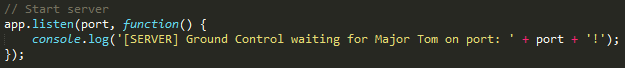 // Start server
app.listen(port, function() {
    console.log('[SERVER] Ground Control waiting for Major Tom on port: ' + port + '!');
});